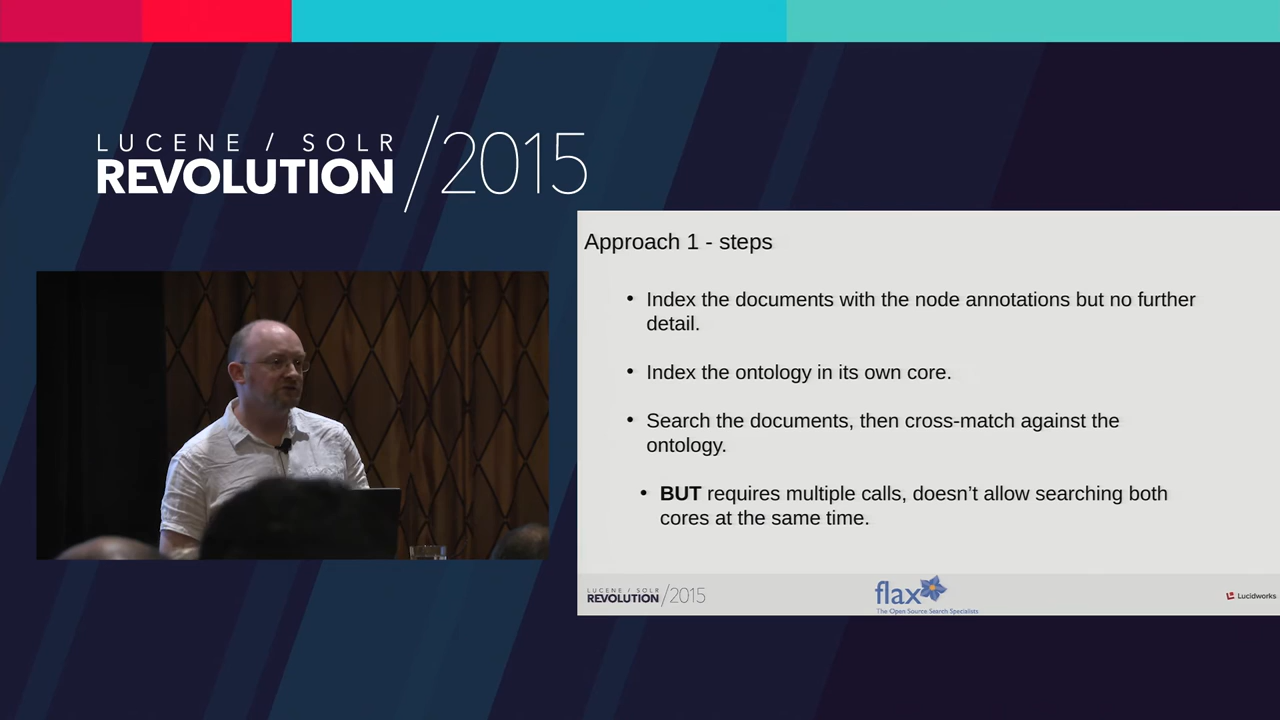 LUCENE / SOLR
REVOLUTION /2015
Approach 1 - steps
• Index the documents with the node annotations but no further
detail.
• Index the ontology in its own core.
• Search the documents, then cross-match against the
ontology.
• BUT requires multiple calls, doesn’t allow searching both
cores at the same time.
LUCENE / SOLR
REVOLUTION /2015
flax
The Open Source Search Specialists
Lucidworks